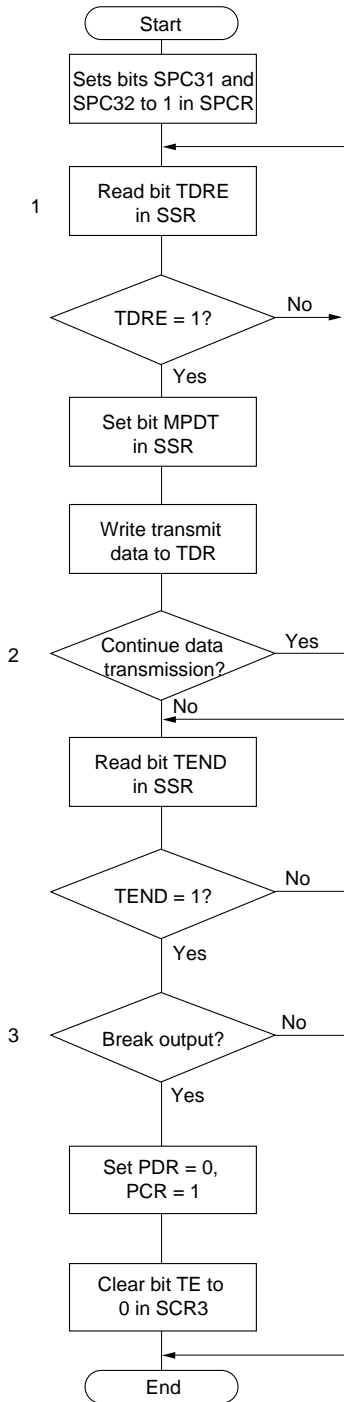 Start
Sets bits SPC31 and
SPC32 to 1 in SPCR
1
Read bit TDRE
in SSR
TDRE = 1?
No
Yes
Set bit MPDT
in SSR
Write transmit
data to TDR
2
Continue data
transmission?
Yes
No
Read bit TEND
in SSR
TEND = 1?
No
Yes
3
Break output?
No
Yes
Set PDR = 0,
PCR = 1
Clear bit TE to
0 in SCR3
End